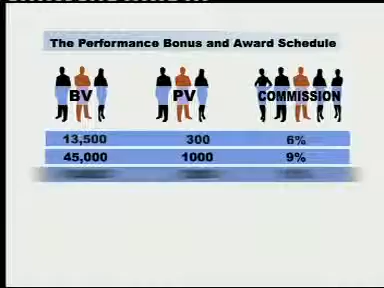 The Performance Bonus and Award Schedule
BV PV COMMISSION
13,500 300 6%
45,000 1000 9%